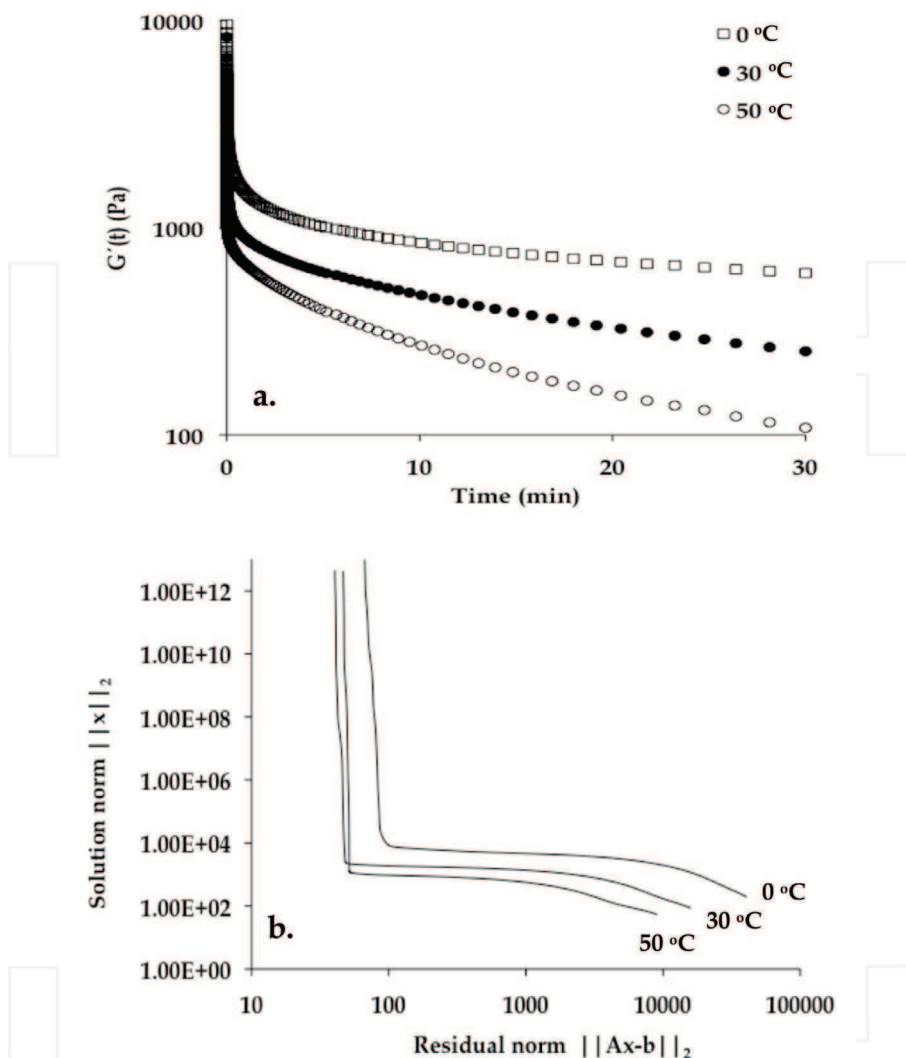 10000
□ 0 °C
● 30 °C
○ 50 °C
1000
G´(t) (Pa)
a.
100
0 10 20 30
Time (min)
1.00E+12
1.00E+10
1.00E+08
1.00E+06
1.00E+04
1.00E+02
1.00E+00
Solution norm ||x||₂
b.
0 °C
30 °C
50 °C
10 100 1000 10000 100000
Residual norm ||Ax-b||₂